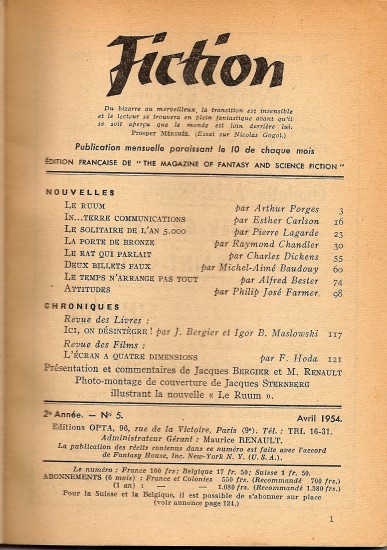 Fiction
Du bizarre au merveilleux, la transition est insensible
et le lecteur se trouvera en plein fantastique avant qu'il
se soit aperçu que le monde est loin derrière lui.
PROSPER MÉRIMÉE. (Essai sur Nicolas Gogol.)
Publication mensuelle paraissant le 10 de chaque mois
ÉDITION FRANÇAISE DE "THE MAGAZINE OF FANTASY AND SCIENCE FICTION"
NOUVELLES
LE RUUM par Arthur Porges 3
IN...TERRE COMMUNICATIONS par Esther Carlson 16
LE SOLITAIRE DE L'AN 5.000 par Pierre Lagarde 23
LA PORTE DE BRONZE par Raymond Chandler 30
LE RAT QUI PARLAIT par Charles Dickens 55
DEUX BILLETS FAUX par Michel-Aimé Baudouy 60
LE TEMPS N'ARRANGE PAS TOUT par Alfred Bester 74
ATTITUDES par Philip José Farmer 98
CHRONIQUES
Revue des Livres :
ICI, ON DÉSINTÈGRE ! par J. Bergier et Igor B. Maslowski 117
Revue des Films :
L'ÉCRAN A QUATRE DIMENSIONS par F. Hoda 121
Présentation et commentaires de Jacques BERGIER et M. RENAULT
Photo-montage de couverture de Jacques STERNBERG
illustrant la nouvelle « Le Ruum ».
2e Année. — No 5. Avril 1954.
Editions OPTA, 96, rue de la Victoire, Paris (9e). Tél. : TRI. 16-31.
Administrateur Gérant : Maurice RENAULT.
La publication des récits contenus dans ce numéro est faite avec l'accord
de Fantasy House, Inc. New-York N. Y. (U. S. A.).
Le numéro : France 100 frs; Belgique 17 fr. 50; Suisse 1 fr. 50.
ABONNEMENTS (6 mois) : France et Colonies 550 frs. (Recommandé 700 frs.)
(1 an) : — — 1.080 frs. (Recommandé 1.380 frs.)
Pour la Suisse et la Belgique, il est possible de s'abonner sur place
(voir annonce page 124.)
1